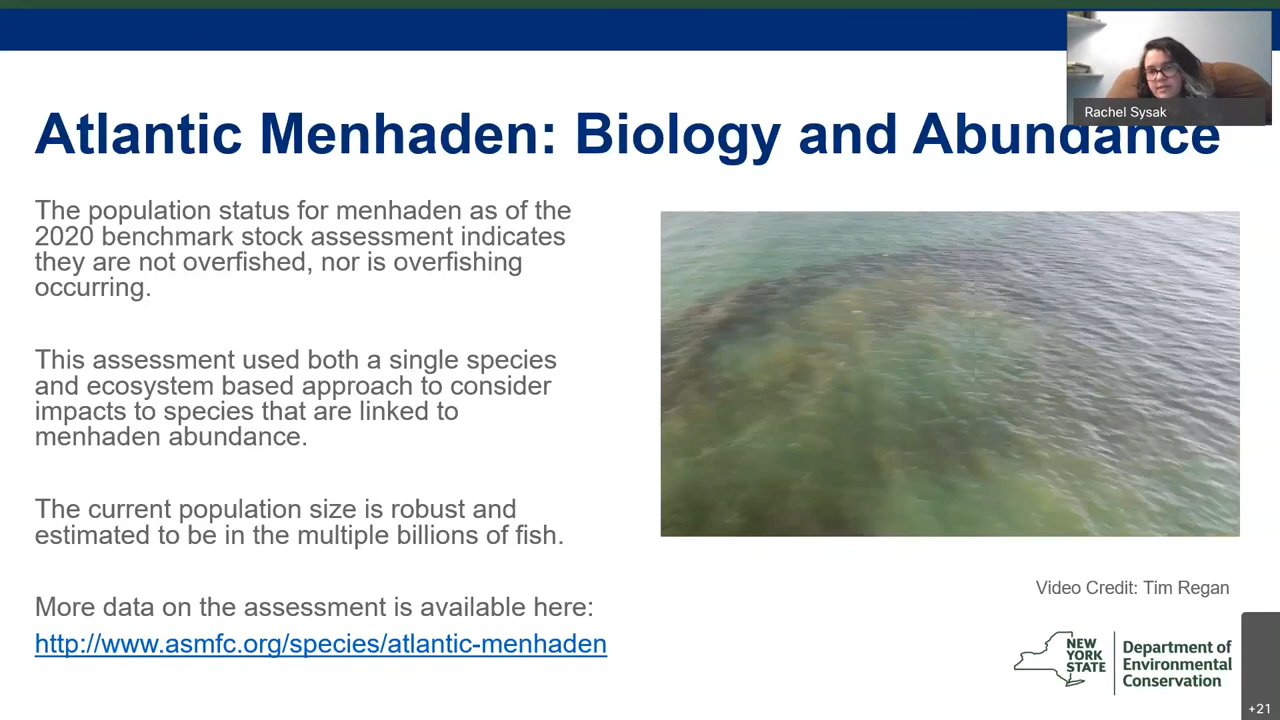 Rachel Sysak
Atlantic Menhaden: Biology and Abundance
The population status for menhaden as of the
2020 benchmark stock assessment indicates
they are not overfished, nor is overfishing
occurring.
This assessment used both a single species
and ecosystem based approach to consider
impacts to species that are linked to
menhaden abundance.
The current population size is robust and
estimated to be in the multiple billions of fish.
More data on the assessment is available here:
http://www.asmfc.org/species/atlantic-menhaden
Video Credit: Tim Regan
NEW
YORK
STATE
Department of
Environmental
Conservation
+21